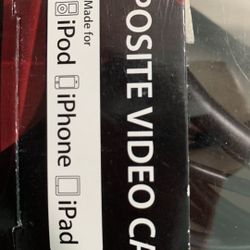 POSITE VIDEO CA
Made for
iPod iPhone iPad